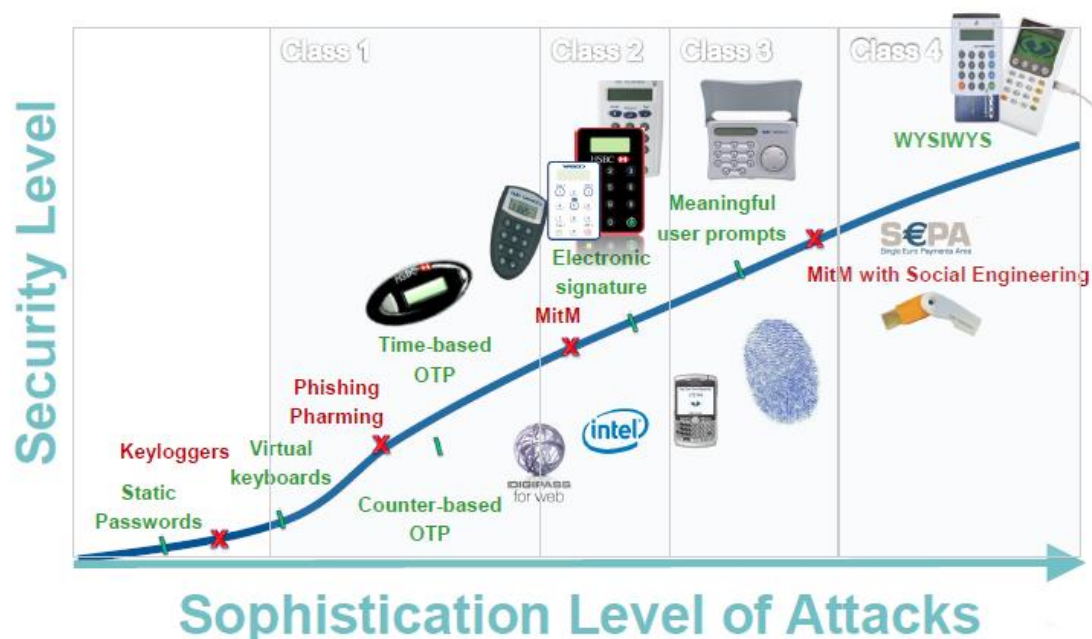 Class 1
Class 2
Class 3
Class 4
HSBC
HSBC
WYSIWYS
Meaningful
user prompts
SEPA
Single Euro Payments Area
Electronic
signature
MitM with Social Engineering
MitM
Time-based
OTP
Phishing
Pharming
Keyloggers
Virtual
keyboards
intel
DIGIPASS
for web
Static
Passwords
Counter-based
OTP
Security Level
Sophistication Level of Attacks